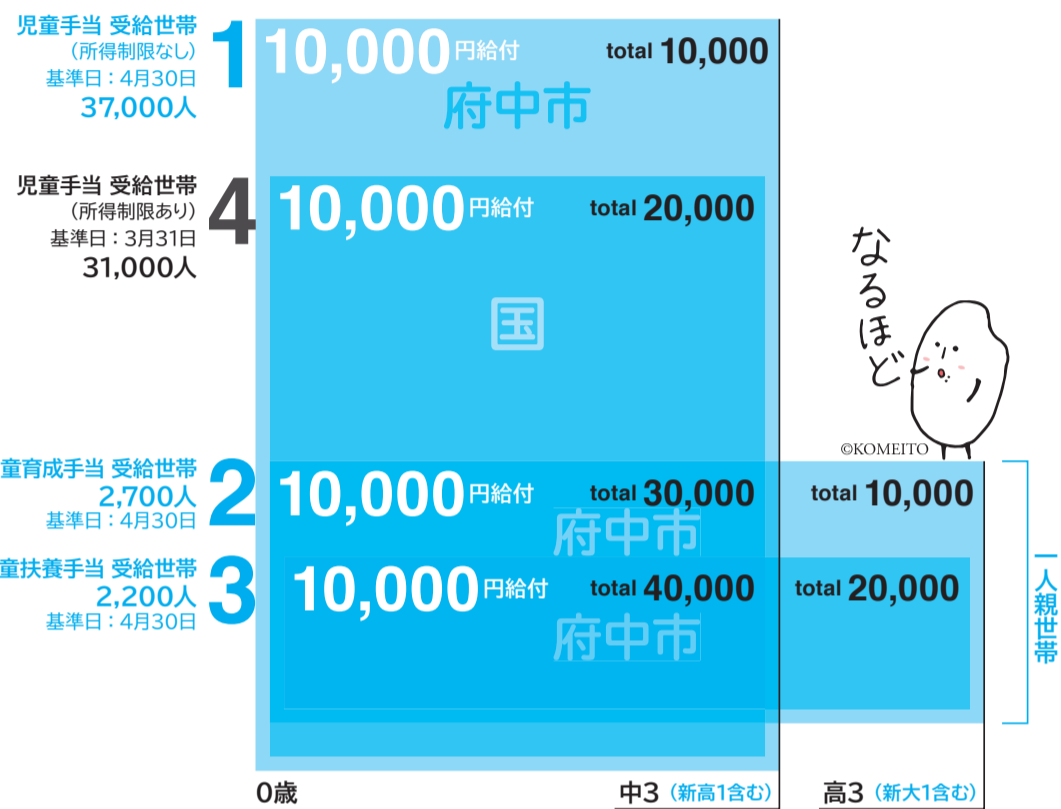 児童手当 受給世帯
(所得制限なし)
基準日：4月30日
37,000人
1
10,000円給付 total 10,000
府中市
児童手当 受給世帯
(所得制限あり)
基準日：3月31日
31,000人
4
10,000円給付 total 20,000
国
なるほど
©KOMEITO
童育成手当 受給世帯
2,700人
基準日：4月30日
2
10,000円給付 total 30,000 total 10,000
府中市
童扶養手当 受給世帯
2,200人
基準日：4月30日
3
10,000円給付 total 40,000 total 20,000
府中市
一人親世帯
0歳 中3（新高1含む） 高3（新大1含む）